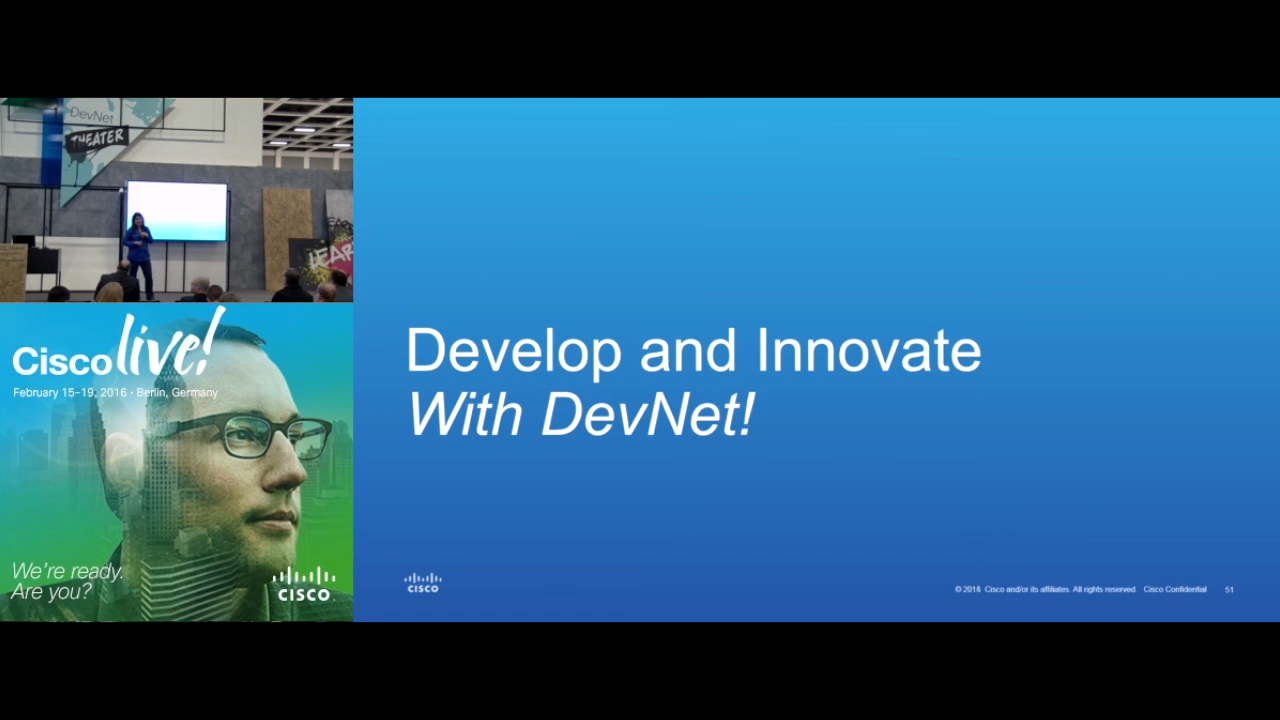 DevNet
THEATER
LEAR
Cisco live!
February 15-19, 2016 • Berlin, Germany
We're ready.
Are you?
CISCO
Develop and Innovate
With DevNet!
CISCO
© 2016 Cisco and/or its affiliates. All rights reserved. Cisco Confidential 51